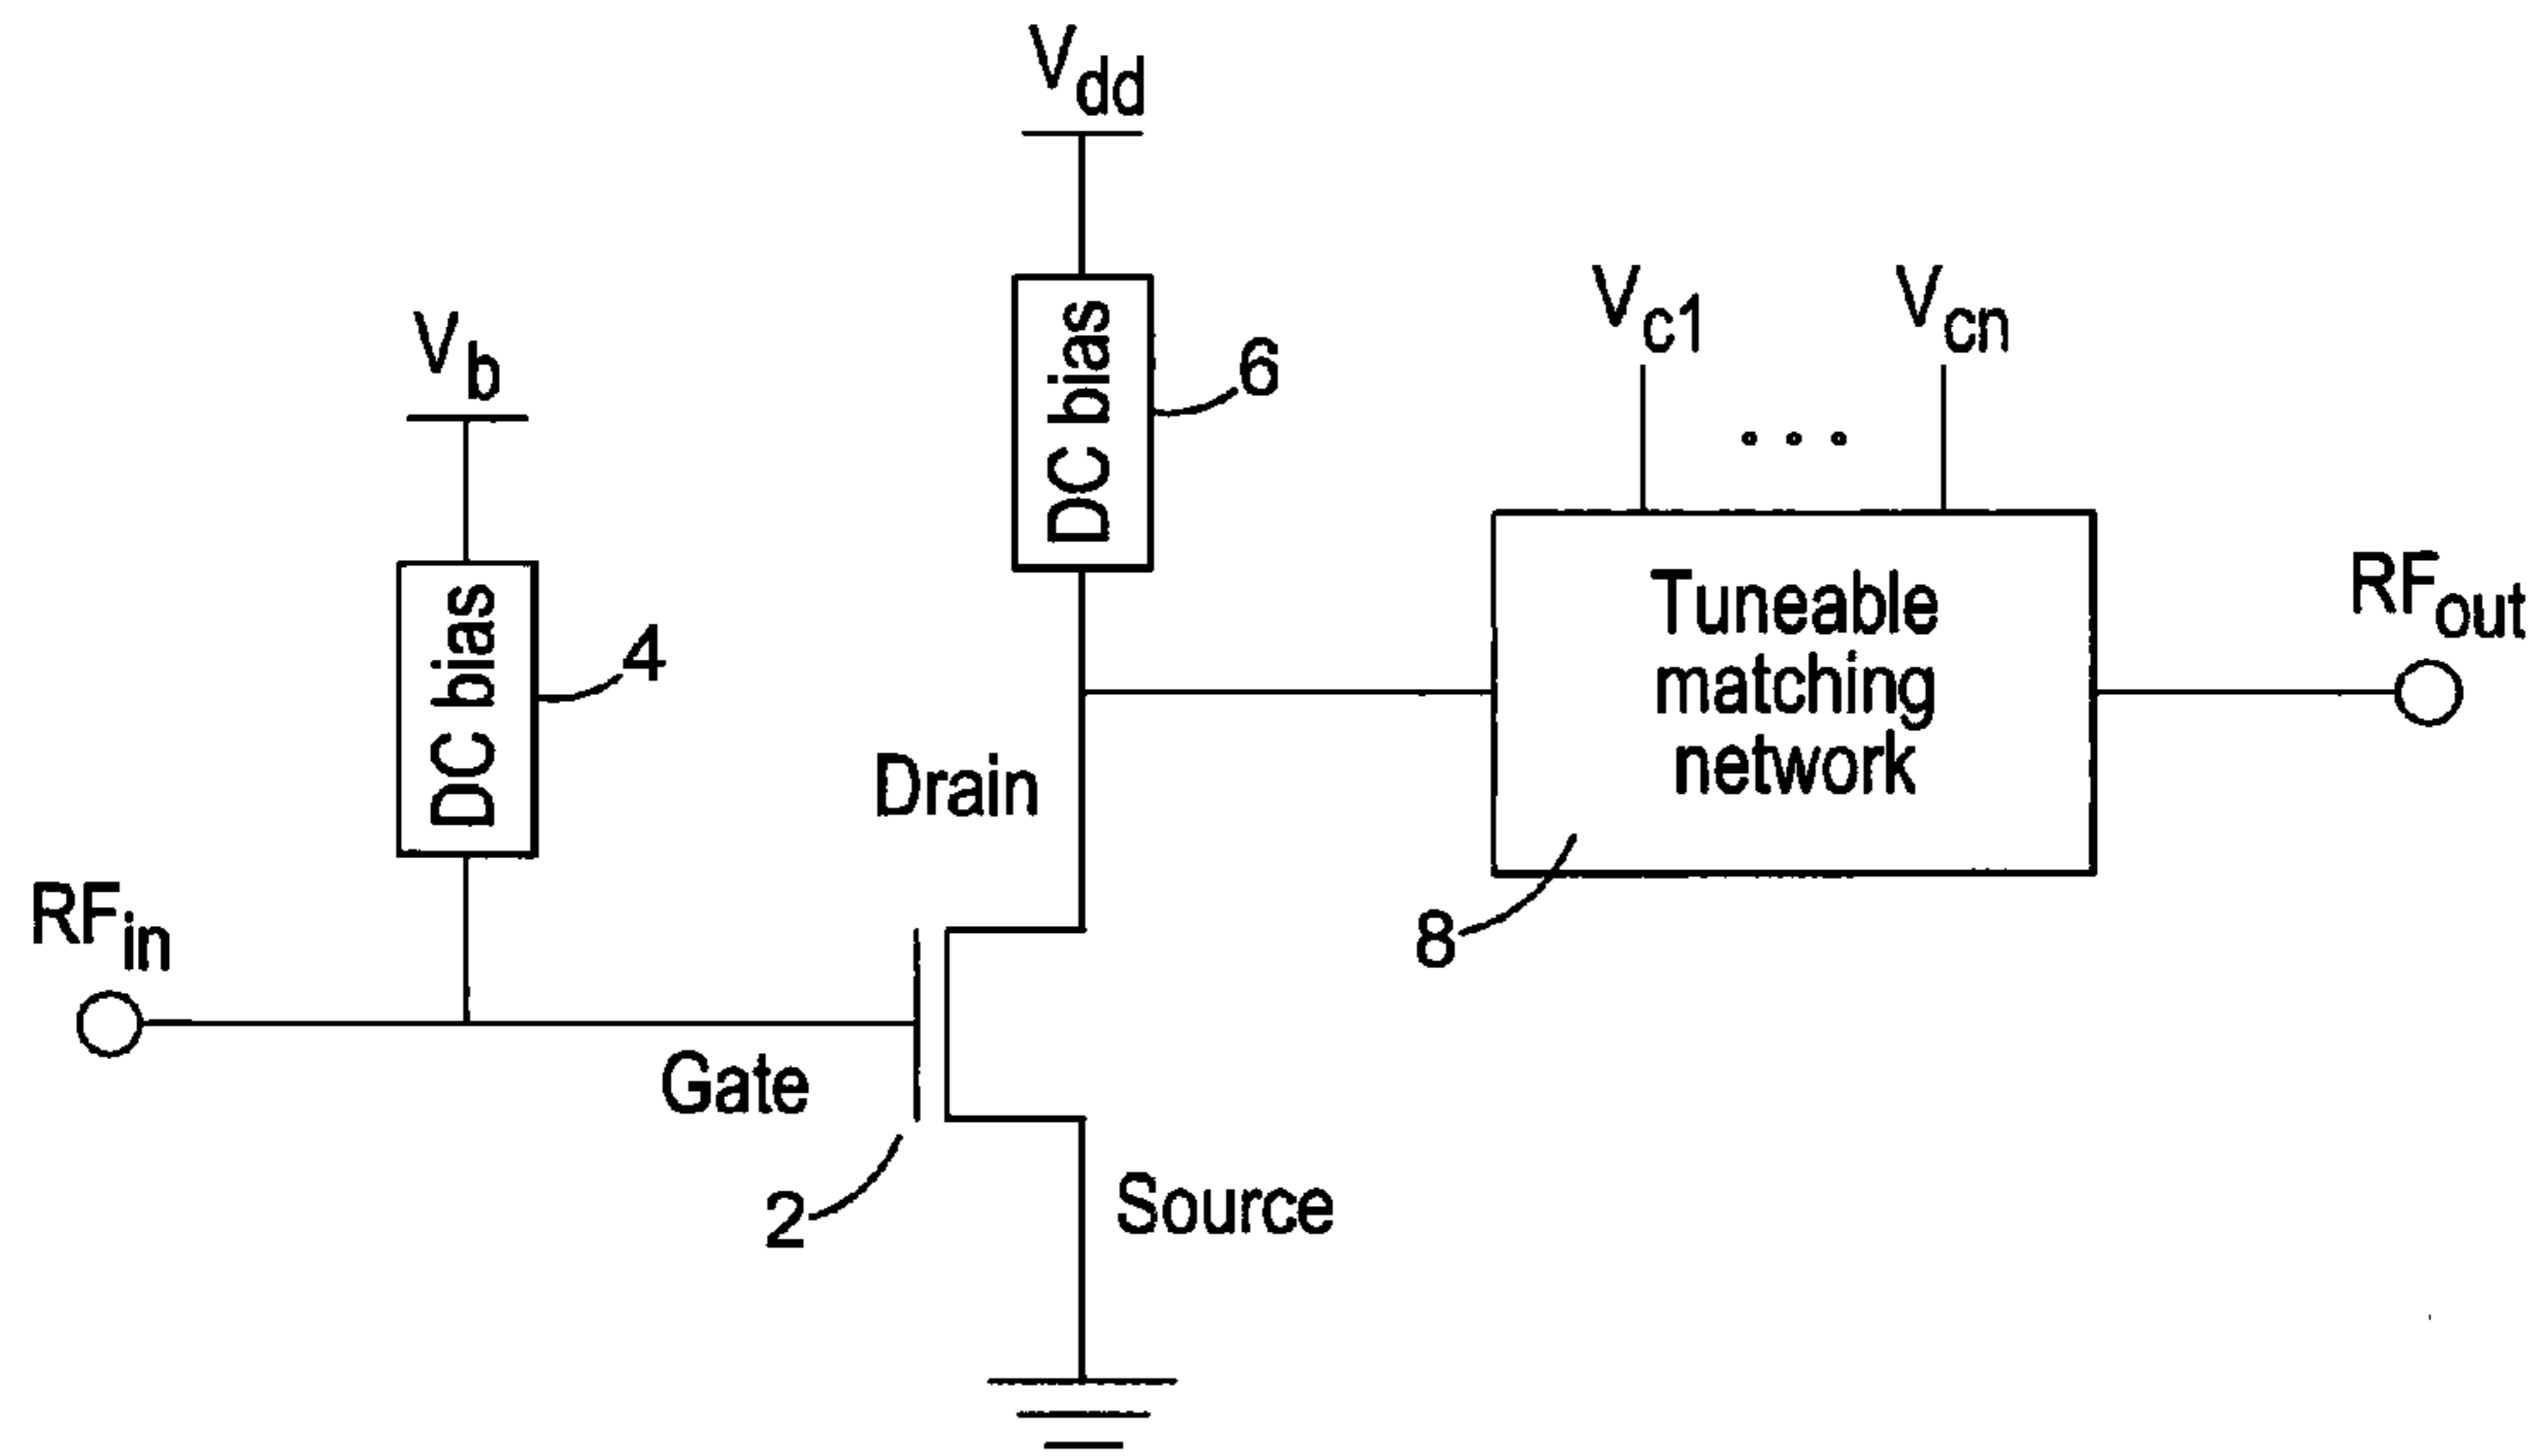 Vdd
Vb
DC bias
6
Vc1 ... Vcn
DC bias
4
Tuneable
matching
network
RFout
Drain
RFin
8
Gate
2
Source